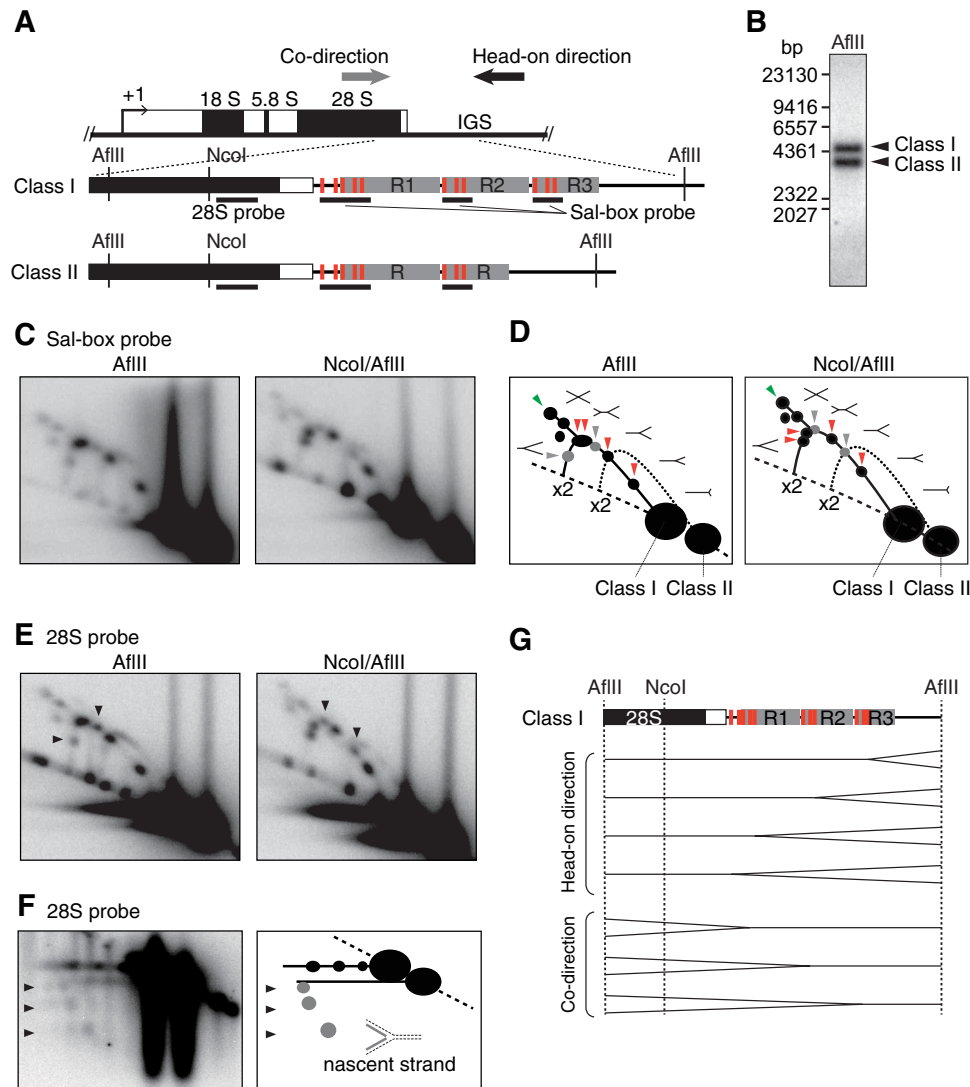 A
Co-direction
Head-on direction
+1
18 S 5.8 S 28 S
IGS
AflII NcoI AflII
Class I R1 R2 R3
28S probe Sal-box probe
AflII NcoI AflII
Class II R R
B
AflII
bp
23130
9416
6557
4361
2322
2027
Class I
Class II
C Sal-box probe
AflII NcoI/AflII
D
AflII NcoI/AflII
x2
x2
Class I Class II
x2
x2
Class I Class II
E 28S probe
AflII NcoI/AflII
F 28S probe
nascent strand
G
AflII NcoI AflII
Class I 28S R1 R2 R3
Head-on direction
Co-direction